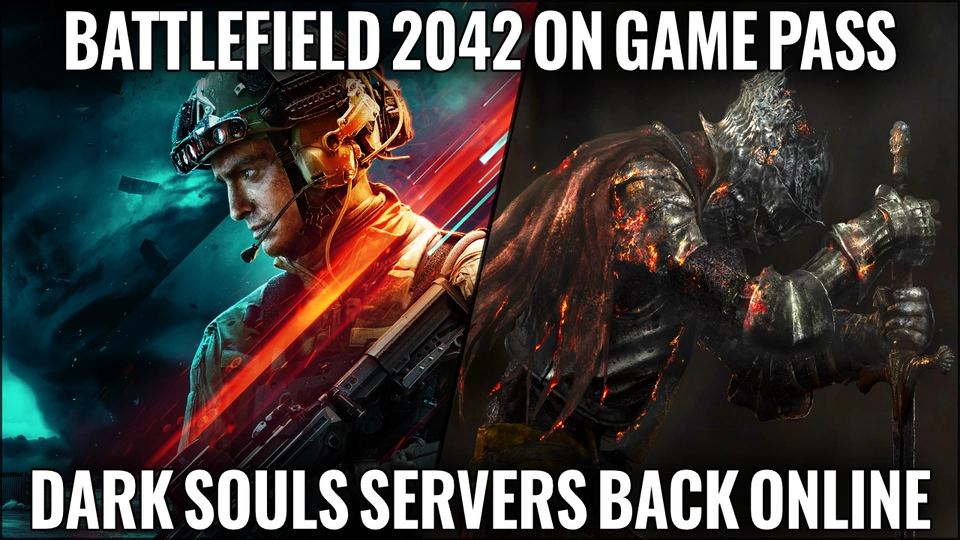 BATTLEFIELD 2042 ON GAME PASS
DARK SOULS SERVERS BACK ONLINE